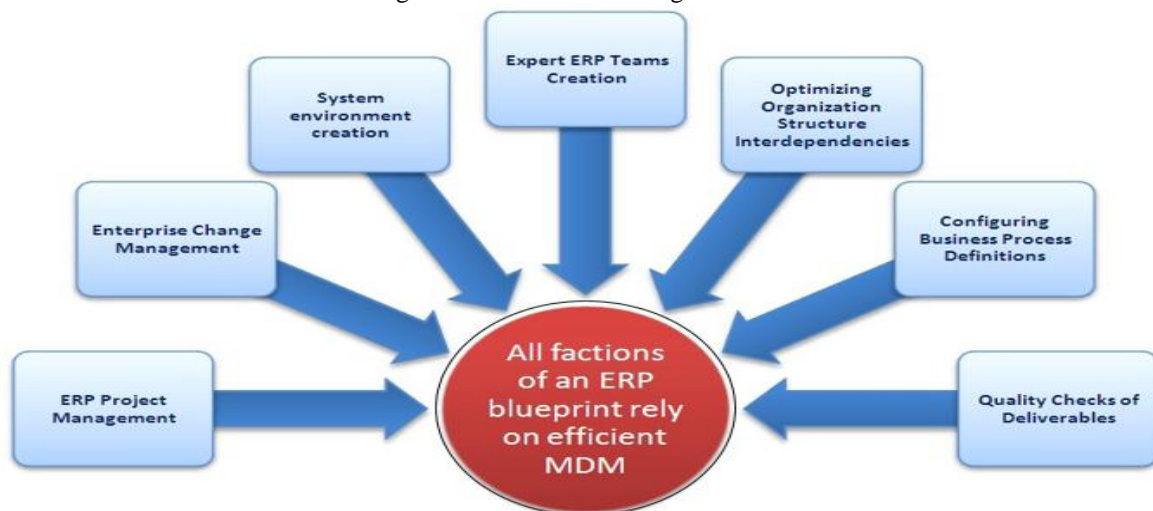 Expert ERP Teams
Creation
System
environment
creation
Optimizing
Organization
Structure
Interdependencies
Enterprise Change
Management
Configuring
Business Process
Definitions
ERP Project
Management
All factions
of an ERP
blueprint rely
on efficient
MDM
Quality Checks of
Deliverables